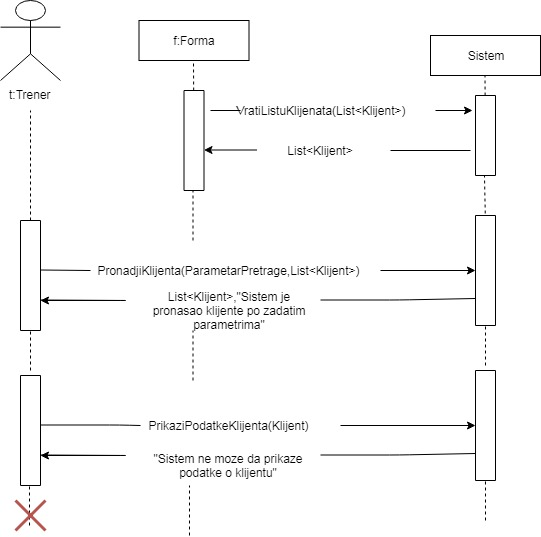 f:Forma
Sistem
t:Trener
VratiListuKlijenata(List<Klijent>)
List<Klijent>
PronadjiKlijenta(ParametarPretrage,List<Klijent>)
List<Klijent>,"Sistem je
pronasao klijente po zadatim
parametrima"
PrikaziPodatkeKlijenta(Klijent)
"Sistem ne moze da prikaze
podatke o klijentu"